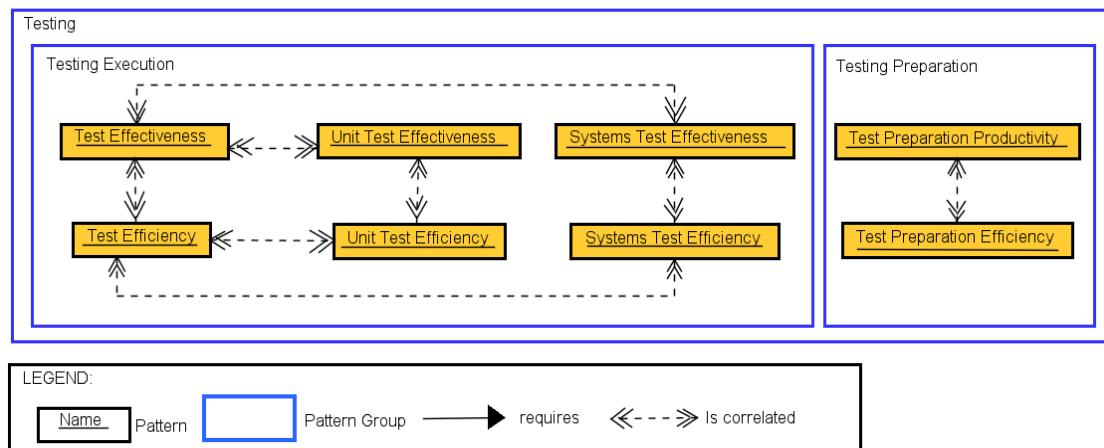 Testing
Testing Execution
Testing Preparation
Test Effectiveness
Unit Test Effectiveness
Systems Test Effectiveness
Test Preparation Productivity
Test Efficiency
Unit Test Efficiency
Systems Test Efficiency
Test Preparation Efficiency
LEGEND:
Name
Pattern
Pattern Group
requires
Is correlated